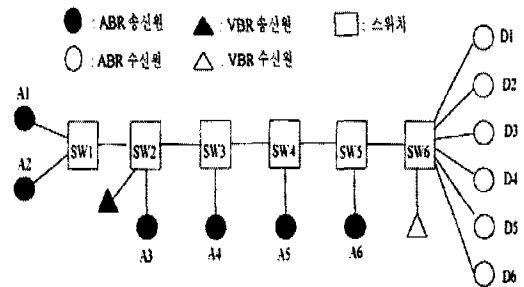 : ABR 송신원 : VBR 송신원 : 스위치
: ABR 수신원 : VBR 수신원
A1
A2
SW1 SW2 SW3 SW4 SW5 SW6
A3 A4 A5 A6
D1
D2
D3
D4
D5
D6